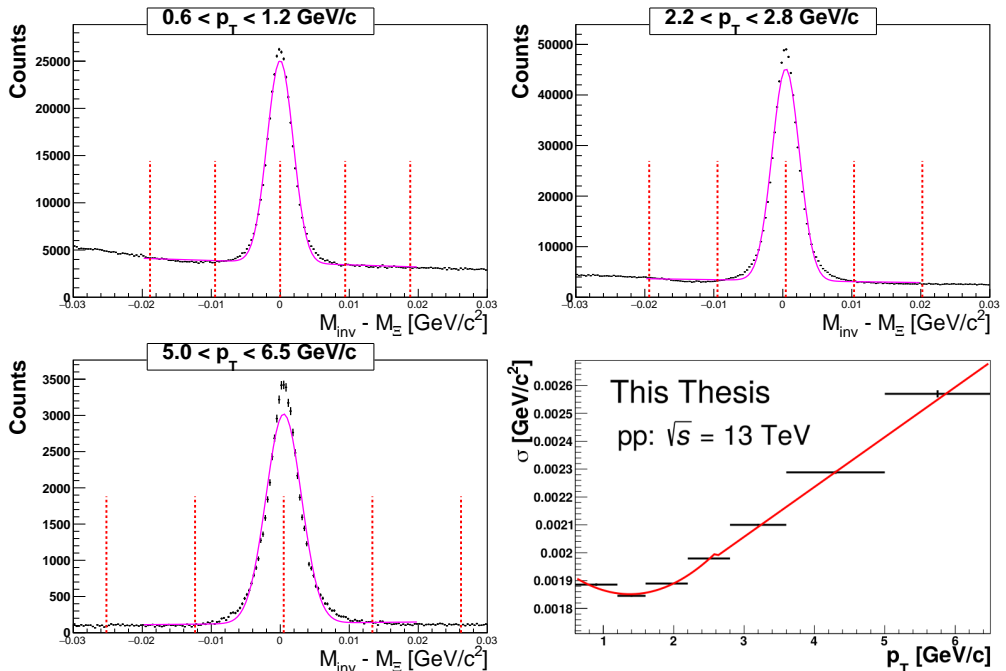 0.6 < p_T < 1.2 GeV/c
Counts
25000
20000
15000
10000
5000
0
−0.03 −0.02 −0.01 0 0.01 0.02 0.03
M_inv - M_Ξ [GeV/c²]
2.2 < p_T < 2.8 GeV/c
Counts
50000
40000
30000
20000
10000
0
−0.03 −0.02 −0.01 0 0.01 0.02 0.03
M_inv - M_Ξ [GeV/c²]
5.0 < p_T < 6.5 GeV/c
Counts
3500
3000
2500
2000
1500
1000
500
0
−0.03 −0.02 −0.01 0 0.01 0.02 0.03
M_inv - M_Ξ [GeV/c²]
This Thesis
pp: √s = 13 TeV
σ [GeV/c²]
0.0026
0.0025
0.0024
0.0023
0.0022
0.0021
0.002
0.0019
0.0018
1 2 3 4 5 6
p_T [GeV/c]